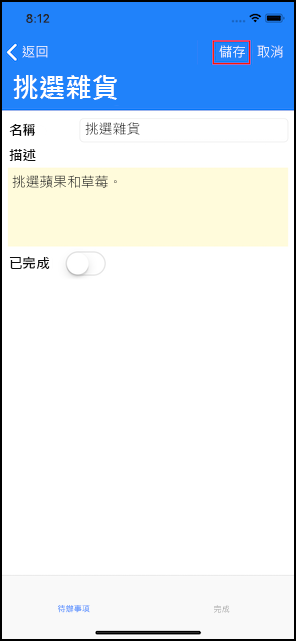 8:12
返回 儲存 取消
挑選雜貨
名稱 挑選雜貨
描述
挑選蘋果和草莓。
已完成
待辦事項 完成